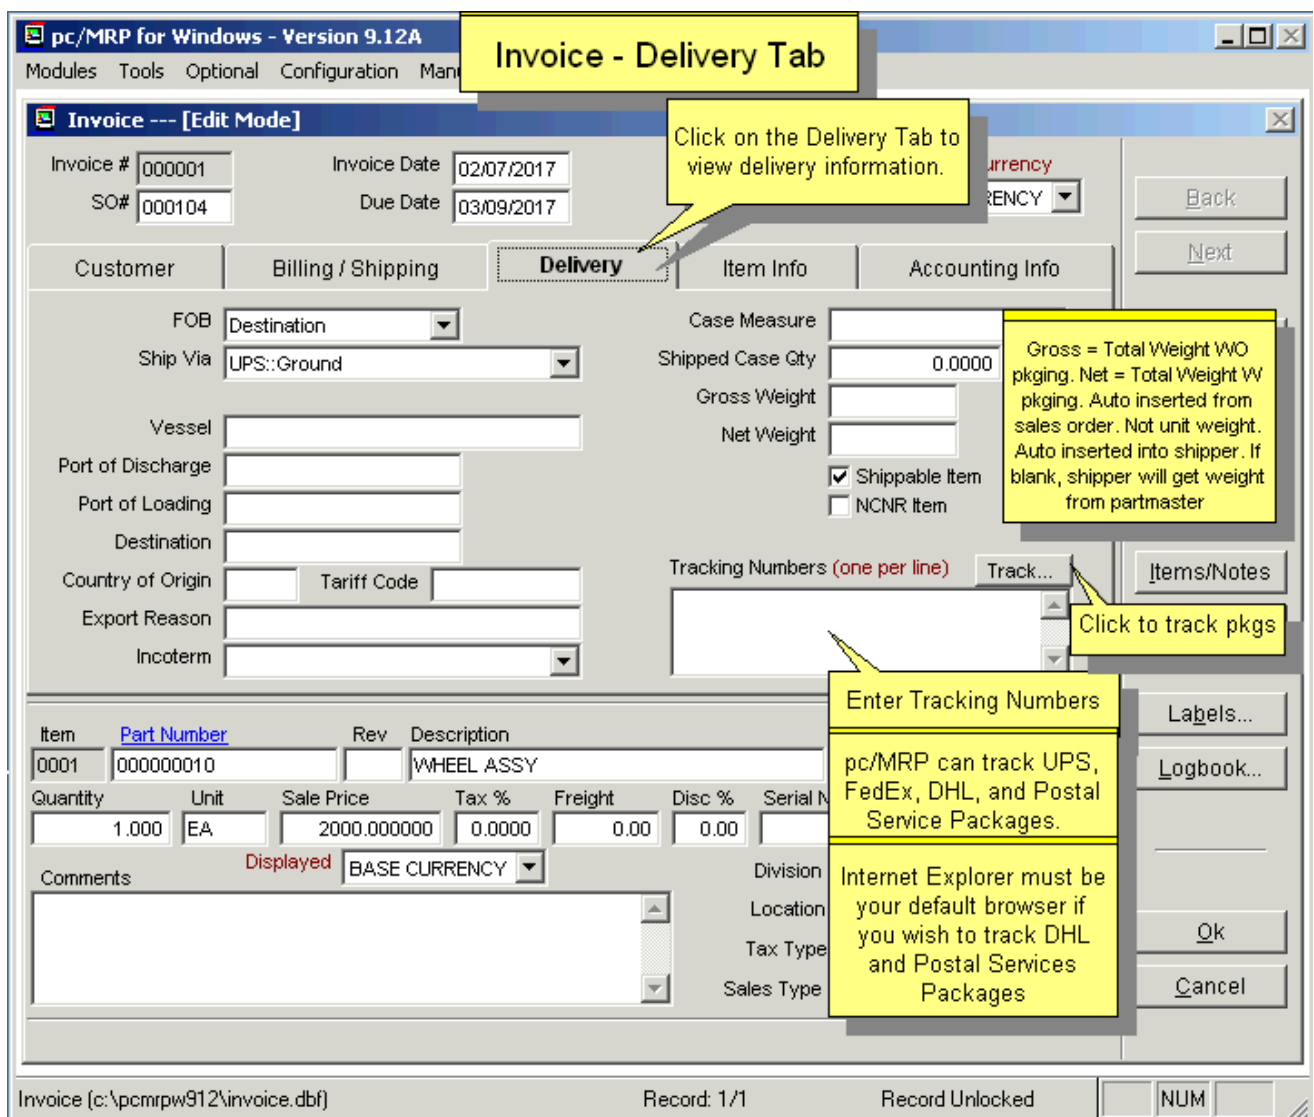 pc/MRP for Windows - Version 9.12A
Invoice - Delivery Tab
Modules Tools Optional Configuration
Invoice --- [Edit Mode]
Click on the Delivery Tab to
view delivery information.
Invoice # 000001 Invoice Date 02/07/2017
SO# 000104 Due Date 03/09/2017
Back
Next
Customer Billing / Shipping Delivery Item Info Accounting Info
FOB Destination Case Measure
Ship Via UPS::Ground Shipped Case Qty 0.0000
Gross Weight
Vessel Net Weight
Port of Discharge Shippable Item
Port of Loading NCNR Item
Destination
Country of Origin Tariff Code
Export Reason
Incoterm
Gross = Total Weight WO
pkging. Net = Total Weight W
pkging. Auto inserted from
sales order. Not unit weight.
Auto inserted into shipper. If
blank, shipper will get weight
from partmaster
Tracking Numbers (one per line) Track... Items/Notes
Click to track pkgs
Enter Tracking Numbers
pc/MRP can track UPS,
FedEx, DHL, and Postal
Service Packages.
Internet Explorer must be
your default browser if
you wish to track DHL
and Postal Services
Packages
Labels...
Logbook...
Item Part Number Rev Description
0001 000000010 WHEEL ASSY
Quantity Unit Sale Price Tax % Freight Disc % Serial
1.000 EA 2000.000000 0.0000 0.00 0.00
Displayed BASE CURRENCY
Comments
Division
Location
Tax Type
Sales Type
Ok
Cancel
Invoice (c:\pcmrpw912\invoice.dbf) Record: 1/1 Record Unlocked NUM